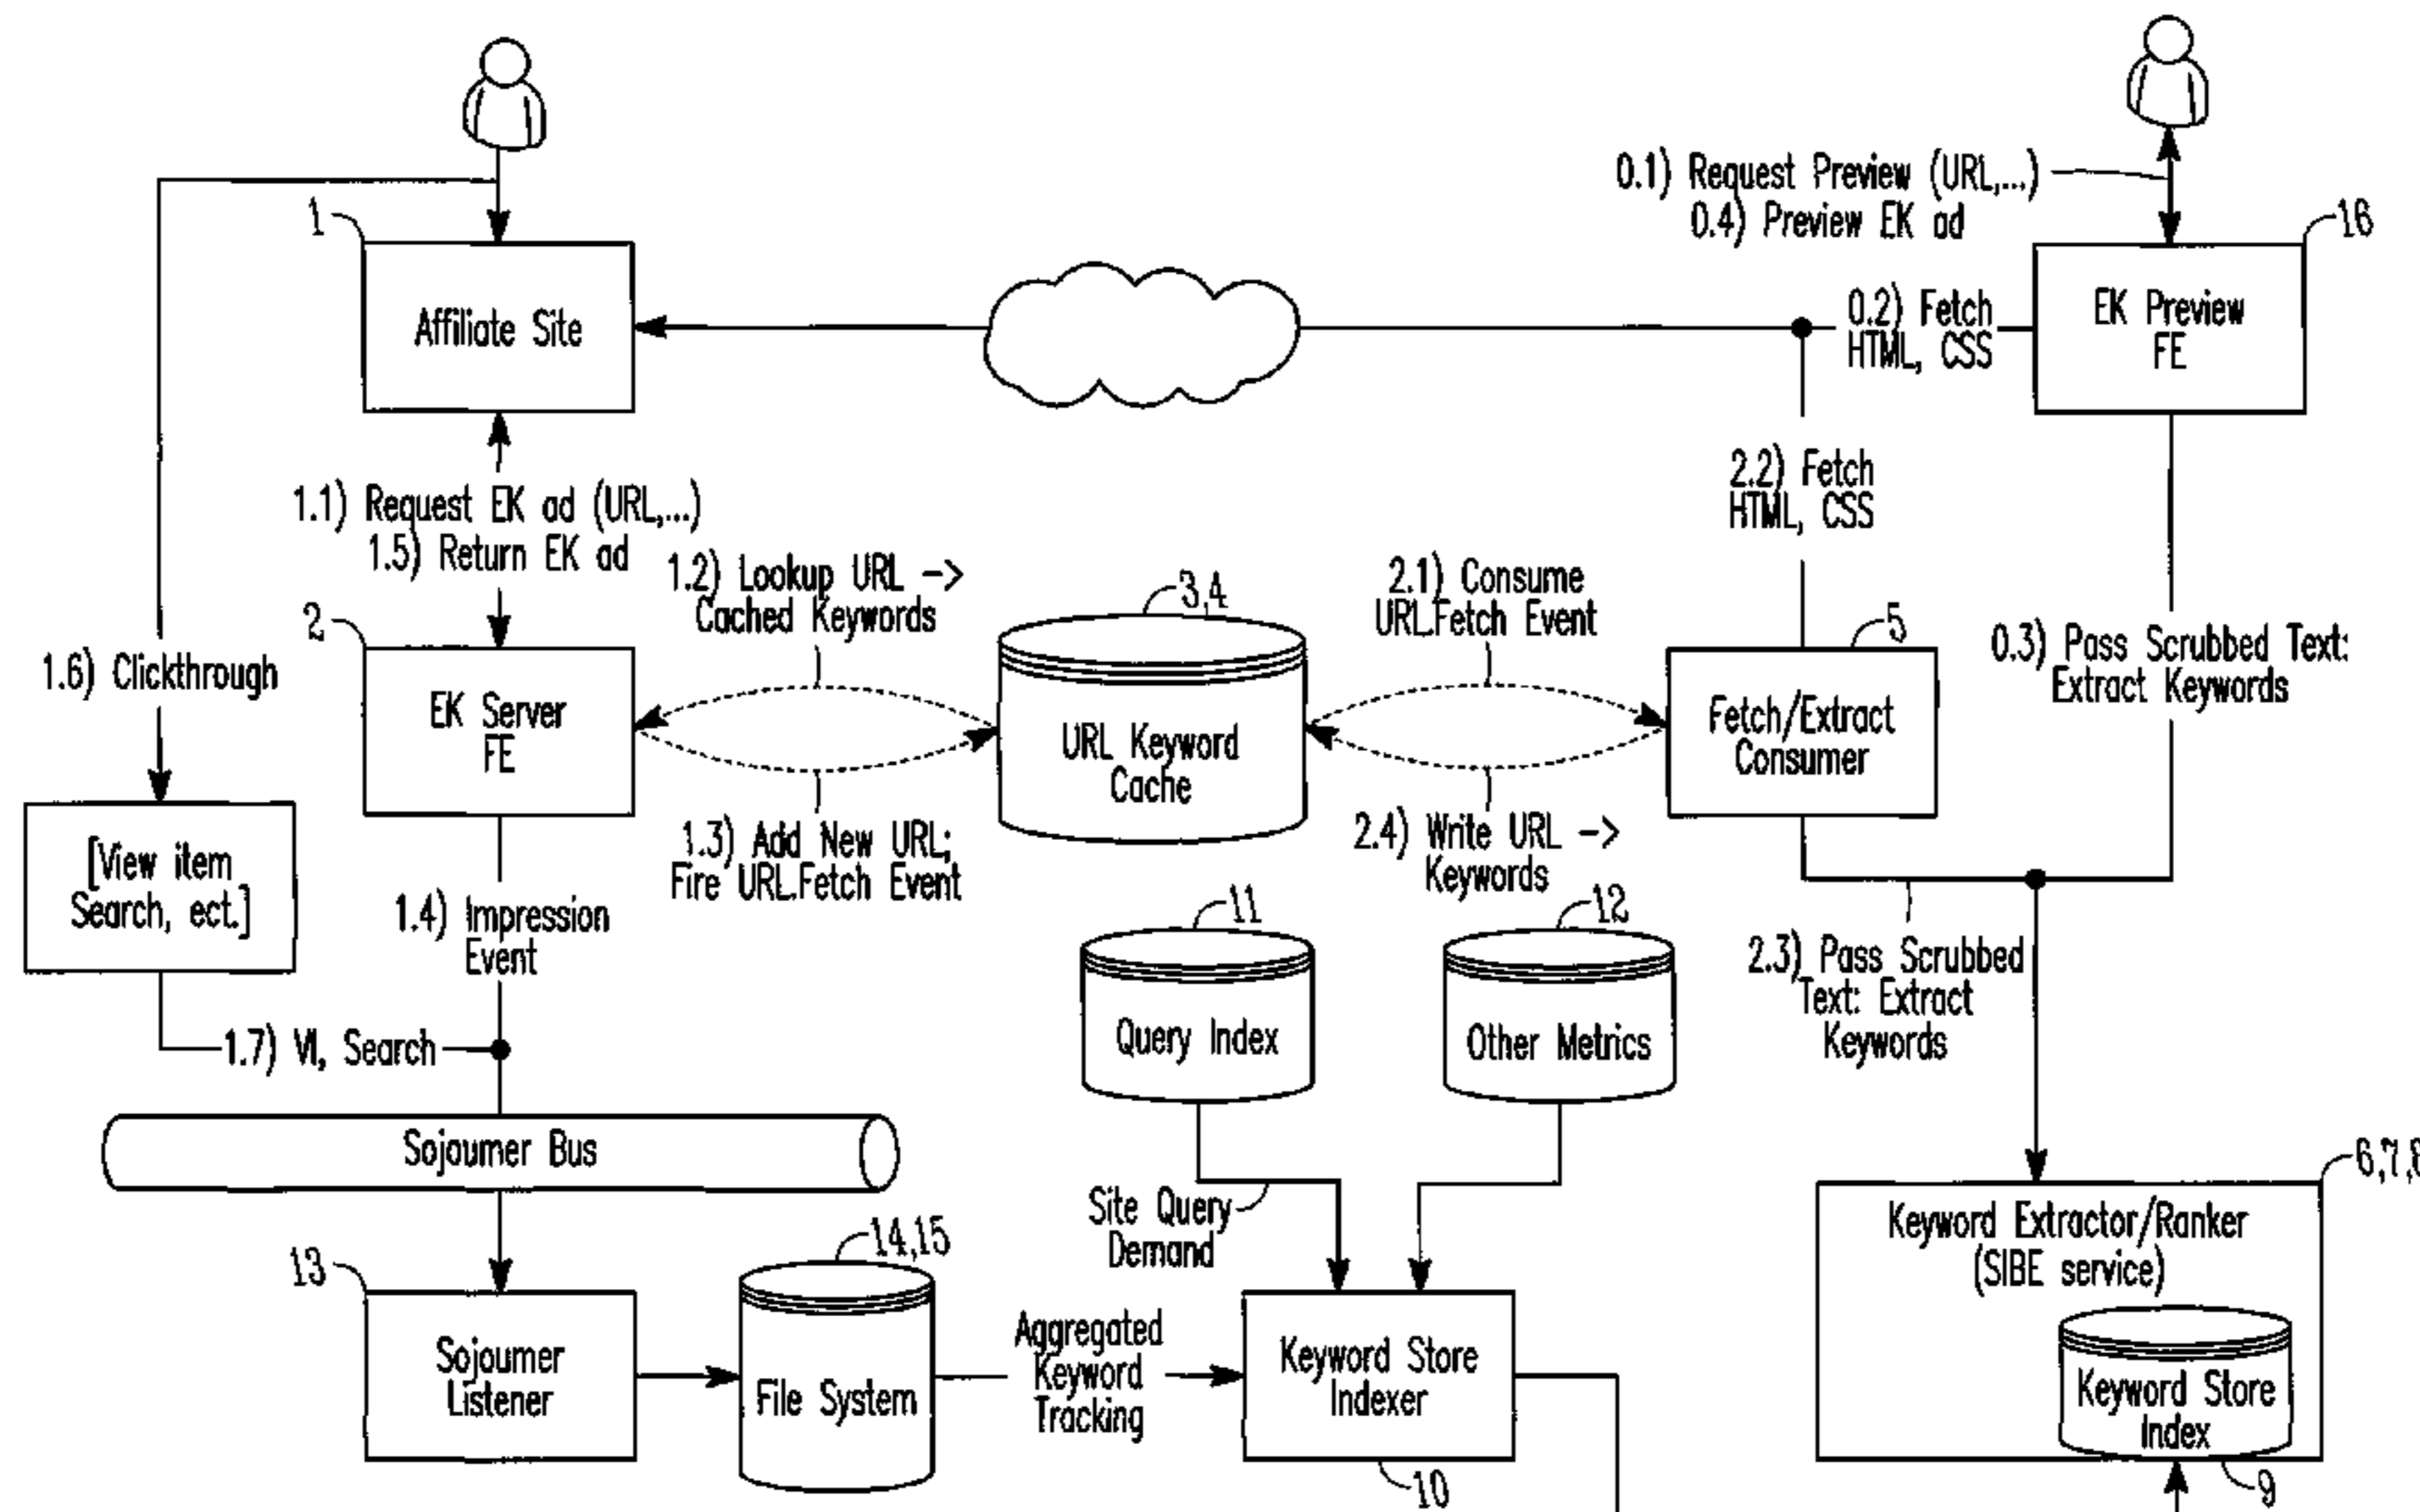 0.1) Request Preview (URL,...)
0.4) Preview EK ad
1
16
Affiliate Site
0.2) Fetch
HTML, CSS
EK Preview
FE
2.2) Fetch
HTML, CSS
1.1) Request EK ad (URL,...)
1.5) Return EK ad
1.2) Lookup URL ->
Cached Keywords
3,4
2.1) Consume
URL.Fetch Event
2
5
0.3) Pass Scrubbed Text:
Extract Keywords
1.6) Clickthrough
EK Server
FE
URL Keyword
Cache
Fetch/Extract
Consumer
1.3) Add New URL;
Fire URL.Fetch Event
2.4) Write URL ->
Keywords
[View item
Search, ect.]
1.4) Impression
Event
11
12
2.3) Pass Scrubbed
Text: Extract
Keywords
Query Index
Other Metrics
1.7) VI, Search
Sojoumer Bus
Site Query
Demand
6,7,8
Keyword Extractor/Ranker
(SIBE service)
13
14,15
Sojoumer
Listener
File System
Aggregated
Keyword
Tracking
Keyword Store
Indexer
Keyword Store
Index
10
9